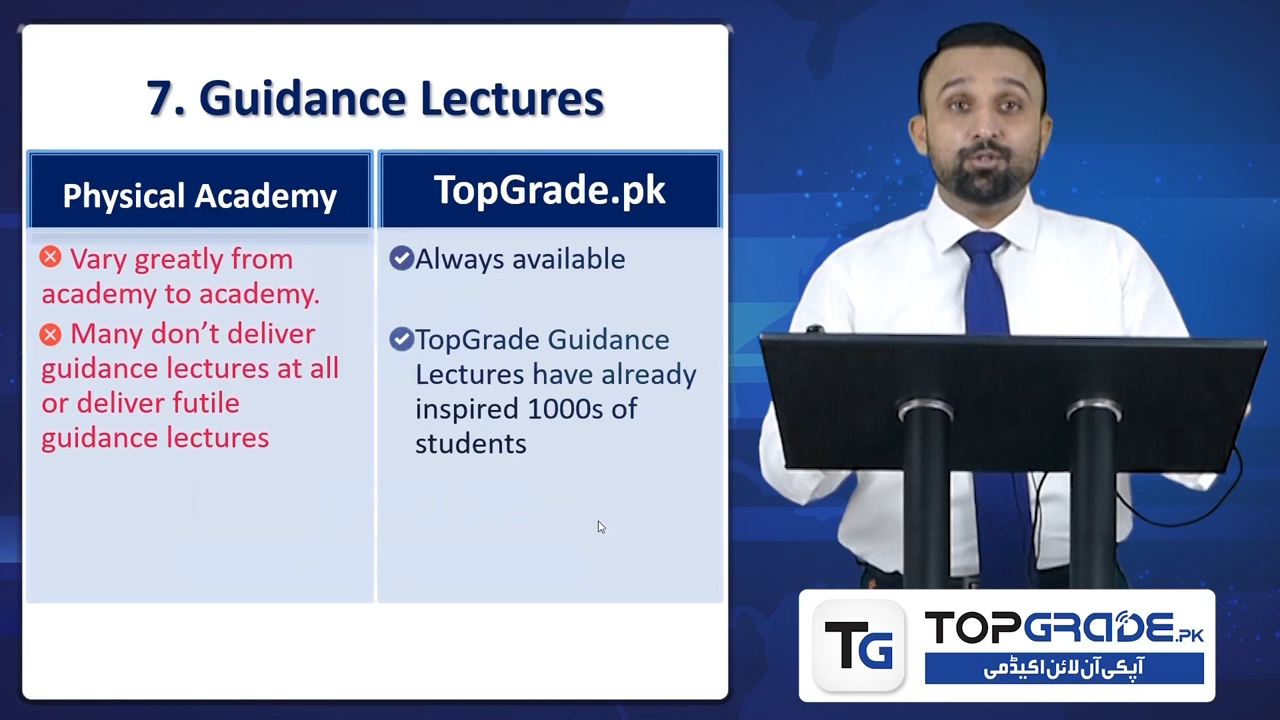 7. Guidance Lectures
Physical Academy
Vary greatly from
academy to academy.
Many don’t deliver
guidance lectures at all
or deliver futile
guidance lectures
TopGrade.pk
Always available
TopGrade Guidance
Lectures have already
inspired 1000s of
students
TG
TOPGRADE.PK
آپکی آن لائن اکیڈمی